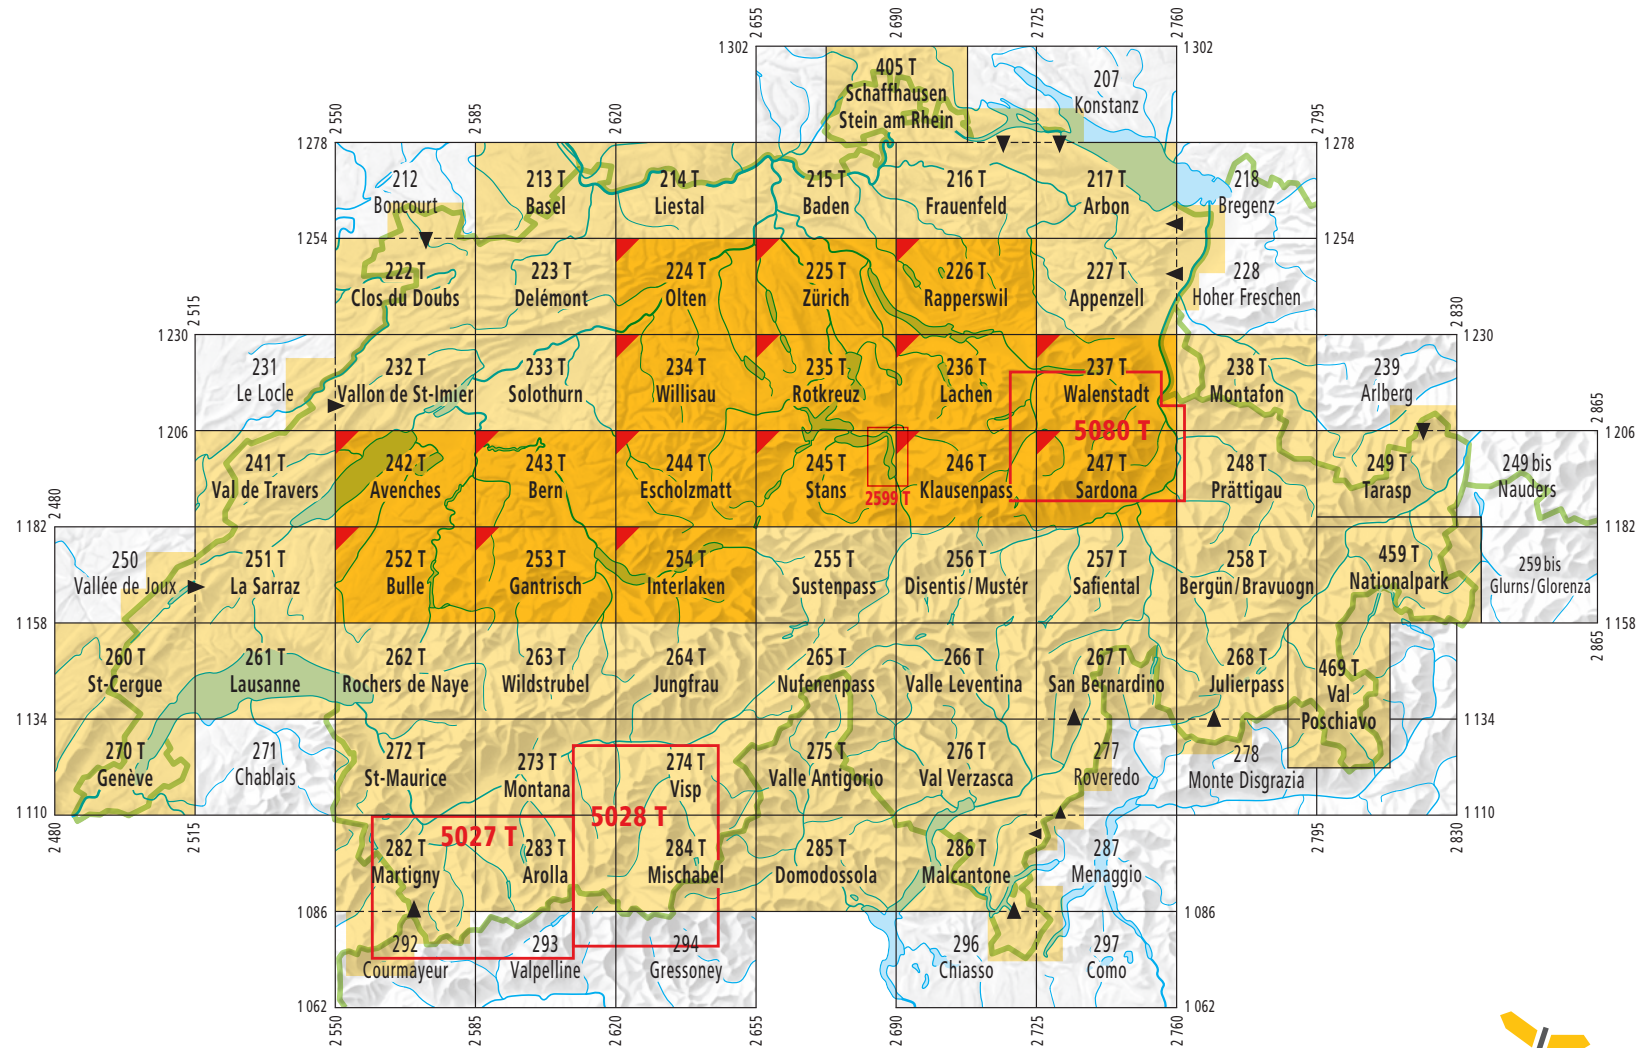 2 655
2 690
2 725
2 760
1 302
1 302
405 T
Schaffhausen
Stein am Rhein
207
Konstanz
2 550
2 585
2 620
2 795
1 278
1 278
212
Boncourt
213 T
Basel
214 T
Liestal
215 T
Baden
216 T
Frauenfeld
217 T
Arbon
218
Bregenz
1 254
1 254
222 T
Clos du Doubs
223 T
Delémont
224 T
Olten
225 T
Zürich
226 T
Rapperswil
227 T
Appenzell
228
Hoher Freschen
2 515
2 830
1 230
1 230
231
Le Locle
232 T
Vallon de St-Imier
233 T
Solothurn
234 T
Willisau
235 T
Rotkreuz
236 T
Lachen
237 T
Walenstadt
238 T
Montafon
239
Arlberg
2 865
1 206
1 206
5080 T
241 T
Val de Travers
242 T
Avenches
243 T
Bern
244 T
Escholzmatt
245 T
Stans
2599 T
246 T
Klausenpass
247 T
Sardona
248 T
Prättigau
249 T
Tarasp
249 bis
Nauders
2 480
1 182
1 182
250
Vallée de Joux
251 T
La Sarraz
252 T
Bulle
253 T
Gantrisch
254 T
Interlaken
255 T
Sustenpass
256 T
Disentis/Mustér
257 T
Safiental
258 T
Bergün/Bravuogn
459 T
Nationalpark
259 bis
Glurns/Glorenza
1 158
1 158
2 865
260 T
St-Cergue
261 T
Lausanne
262 T
Rochers de Naye
263 T
Wildstrubel
264 T
Jungfrau
265 T
Nufenenpass
266 T
Valle Leventina
267 T
San Bernardino
268 T
Julierpass
469 T
Val
Poschiavo
1 134
1 134
270 T
Genève
271
Chablais
272 T
St-Maurice
273 T
Montana
274 T
Visp
275 T
Valle Antigorio
276 T
Val Verzasca
277
Roveredo
278
Monte Disgrazia
1 110
1 110
2 480
2 515
5027 T
5028 T
2 795
2 830
282 T
Martigny
283 T
Arolla
284 T
Mischabel
285 T
Domodossola
286 T
Malcantone
287
Menaggio
1 086
1 086
292
Courmayeur
293
Valpelline
294
Gressoney
296
Chiasso
297
Como
1 062
1 062
2 550
2 585
2 620
2 655
2 690
2 725
2 760